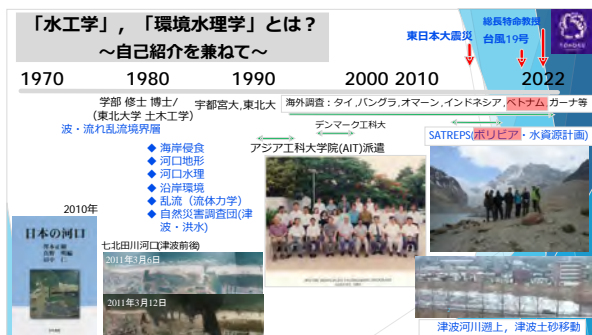 「水工学」,「環境水理学」とは？
～自己紹介を兼ねて～
東日本大震災
総長特命教授
台風19号
1970
1980
1990
2000
2010
2022
学部 修士 博士/
(東北大学 土木工学)
宇都宮大,東北大
海外調査：タイ,バングラ,オマーン,インドネシア,ベトナム,ガーナ等
波・流れ乱流境界層
デンマーク工科大
SATREPS(ボリビア・水資源計画)
◆ 海岸侵食
◆ 河口地形
◆ 河口水理
◆ 沿岸環境
◆ 乱流（流体力学）
◆ 自然災害調査団(津波・洪水)
アジア工科大学院(AIT)派遣
2010年
日本の河口
七北田川河口(津波前後)
2011年3月6日
2011年3月12日
津波河川遡上，津波土砂移動